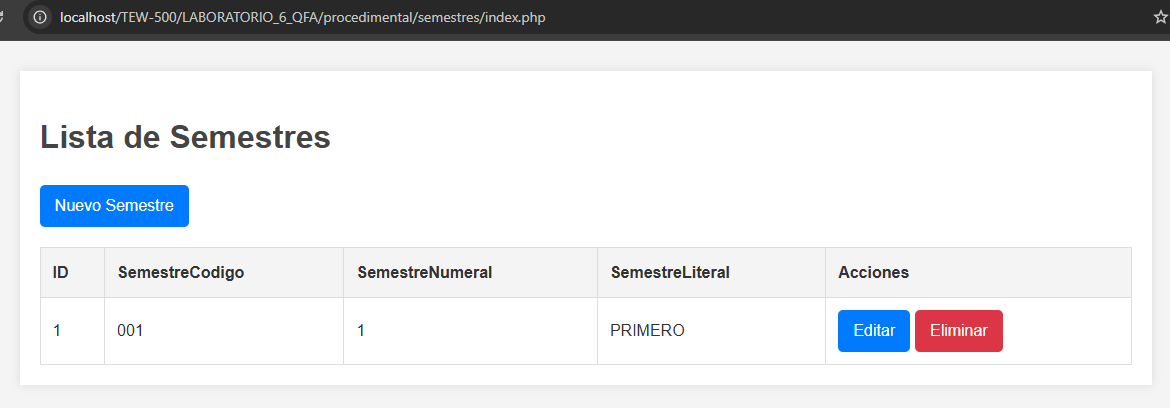 localhost/TEW-500/LABORATORIO_6_QFA/procedimental/semestres/index.php
Lista de Semestres
Nuevo Semestre
ID SemestreCodigo SemestreNumeral SemestreLiteral Acciones
1 001 1 PRIMERO Editar Eliminar